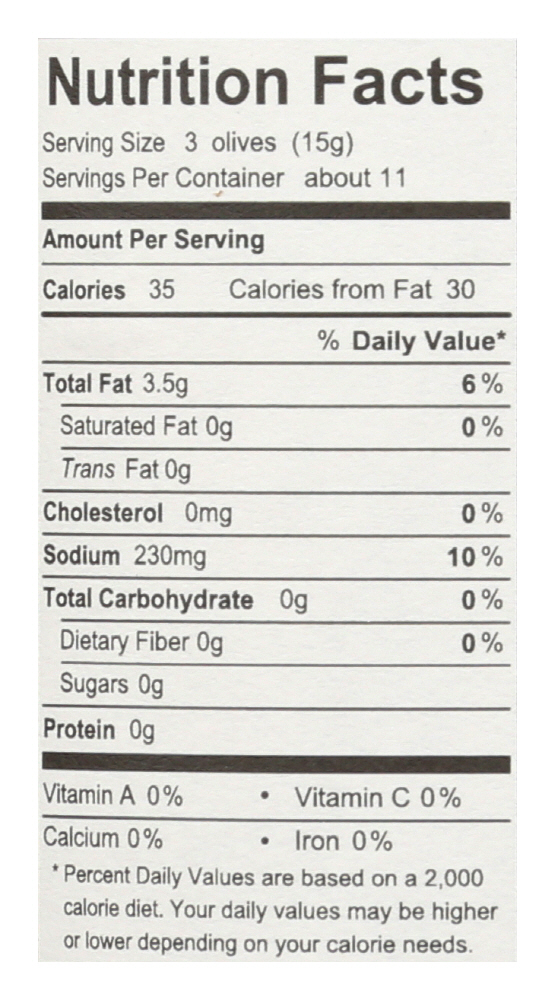 Nutrition Facts
Serving Size 3 olives (15g)
Servings Per Container about 11
Amount Per Serving
Calories 35 Calories from Fat 30
% Daily Value*
Total Fat 3.5g 6 %
Saturated Fat 0g 0 %
Trans Fat 0g
Cholesterol 0mg 0 %
Sodium 230mg 10 %
Total Carbohydrate 0g 0 %
Dietary Fiber 0g 0 %
Sugars 0g
Protein 0g
Vitamin A 0% • Vitamin C 0%
Calcium 0% • Iron 0%
* Percent Daily Values are based on a 2,000
calorie diet. Your daily values may be higher
or lower depending on your calorie needs.